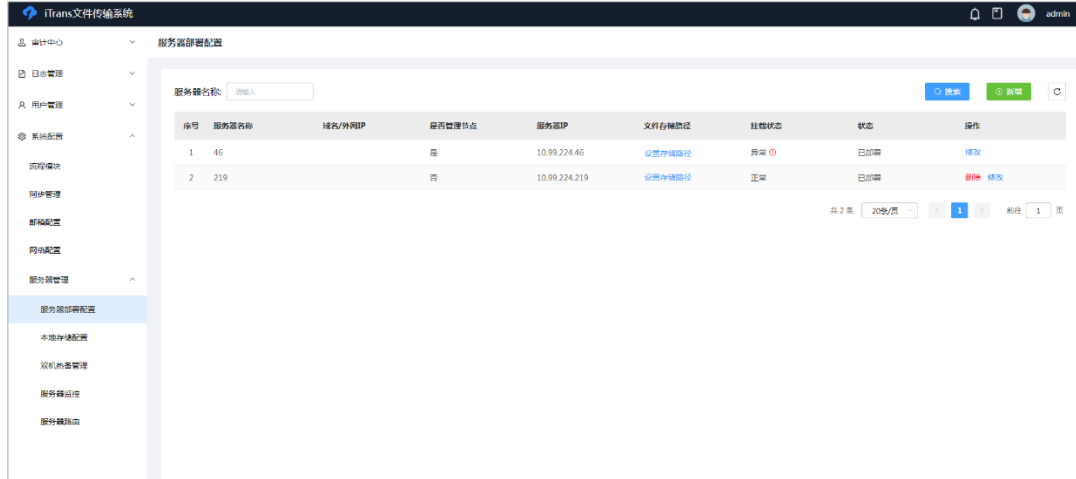 iTrans文件传输系统
admin
审计中心
日志管理
用户管理
系统配置
流程模块
同步管理
邮箱配置
网络配置
服务器管理
服务器部署配置
本地存储配置
双机热备管理
服务器监控
服务器路由
服务器部署配置
服务器名称: 请输入 搜索 新增
序号 服务器名称 域名/外网IP 是否管理节点 服务器IP 文件存储路径 挂载状态 状态 操作
1 46 是 10.99.224.46 设置存储路径 异常 已部署 修改
2 219 否 10.99.224.219 设置存储路径 正常 已部署 删除 修改
共 2 条 20条/页 1 前往 1 页